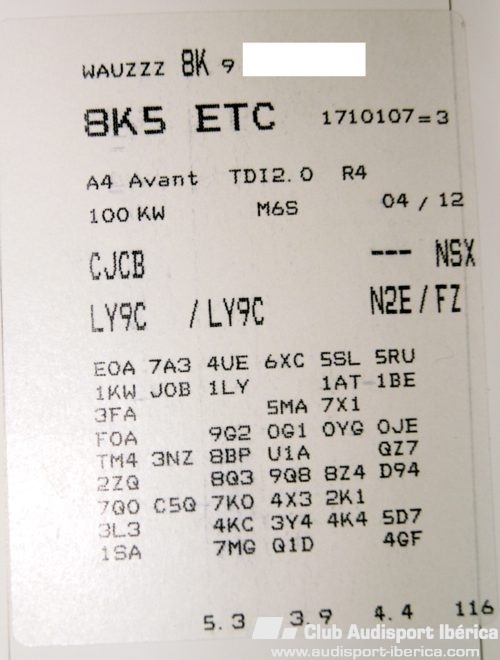 WAUZZZ 8K 9
8K5 ETC 1710107=3
A4 Avant TDI2.0 R4
100 KW M6S 04 / 12
CJCB --- NSX
LY9C /LY9C N2E/FZ
E0A 7A3 4UE 6XC 5SL 5RU
1KW J0B 1LY 1AT 1BE
3FA 5MA 7X1
F0A 9G2 0G1 0YG 0JE
TM4 3NZ 8BP U1A QZ7
2ZQ 8Q3 9Q8 8Z4 D94
7Q0 C5Q 7K0 4X3 2K1
3L3 4KC 3Y4 4K4 5D7
1SA 7MG Q1D 4GF
5.3 3.9 4.4 116
Club Audisport Ibérica
www.audisport-iberica.com